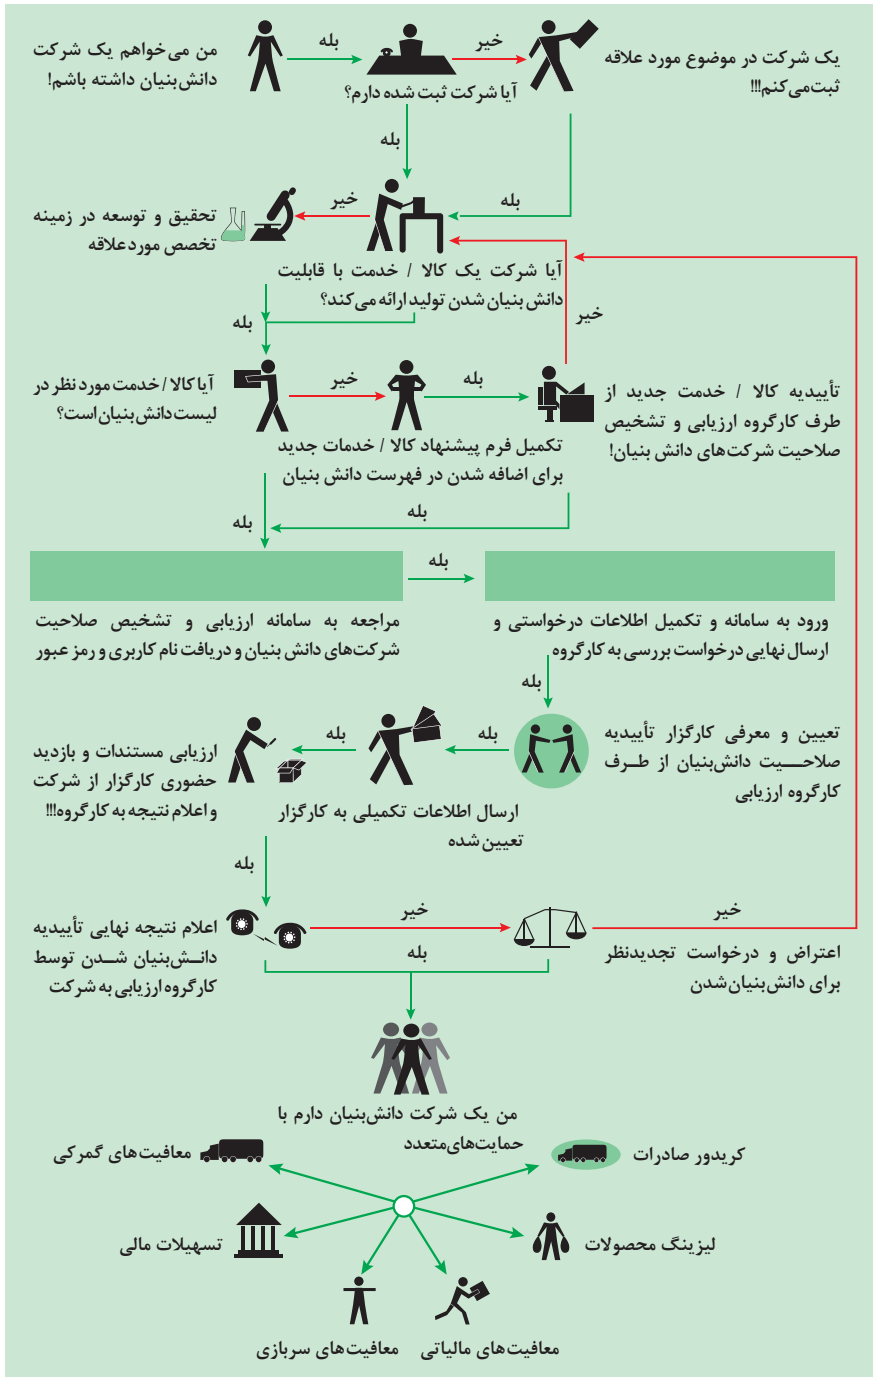 من می‌خواهم یک شرکت
دانش‌بنیان داشته باشم!
بله
آیا شرکت ثبت شده دارم؟
خیر
یک شرکت در موضوع مورد علاقه
ثبت‌می‌کنم!!!
بله
بله
تحقیق و توسعه در زمینه
تخصص مورد علاقه
خیر
آیا شرکت یک کالا / خدمت با قابلیت
دانش‌بنیان شدن تولید ارائه می‌کند؟
خیر
بله
آیا کالا / خدمت مورد نظر در
لیست دانش‌بنیان است؟
خیر
تکمیل فرم پیشنهاد کالا / خدمات جدید
برای اضافه شدن در فهرست دانش بنیان
بله
تأییدیه کالا / خدمت جدید از
طرف کارگروه ارزیابی و تشخیص
صلاحیت شرکت‌های دانش بنیان!
بله
بله
مراجعه به سامانه ارزیابی و تشخیص صلاحیت
شرکت‌های دانش بنیان و دریافت نام کاربری و رمز عبور
بله
ورود به سامانه و تکمیل اطلاعات درخواستی و
ارسال نهایی درخواست بررسی به کارگروه
بله
تعیین و معرفی کارگزار تأییدیه
صلاحـــیت دانش‌بنیان از طــرف
کارگروه ارزیابی
بله
ارسال اطلاعات تکمیلی به کارگزار
تعیین شده
بله
ارزیابی مستندات و بازدید
حضوری کارگزار از شرکت
و اعلام نتیجه به کارگروه!!!
بله
اعلام نتیجه نهایی تأییدیه
دانــش‌بنیان شــدن توسط
کارگروه ارزیابی به شرکت
خیر
بله
اعتراض و درخواست تجدیدنظر
برای دانش‌بنیان‌شدن
خیر
من یک شرکت دانش‌بنیان دارم با
حمایت‌های‌متعدد
کریدور صادرات
معافیت‌های گمرکی
لیزینگ محصولات
تسهیلات مالی
معافیت‌های مالیاتی
معافیت‌های سربازی